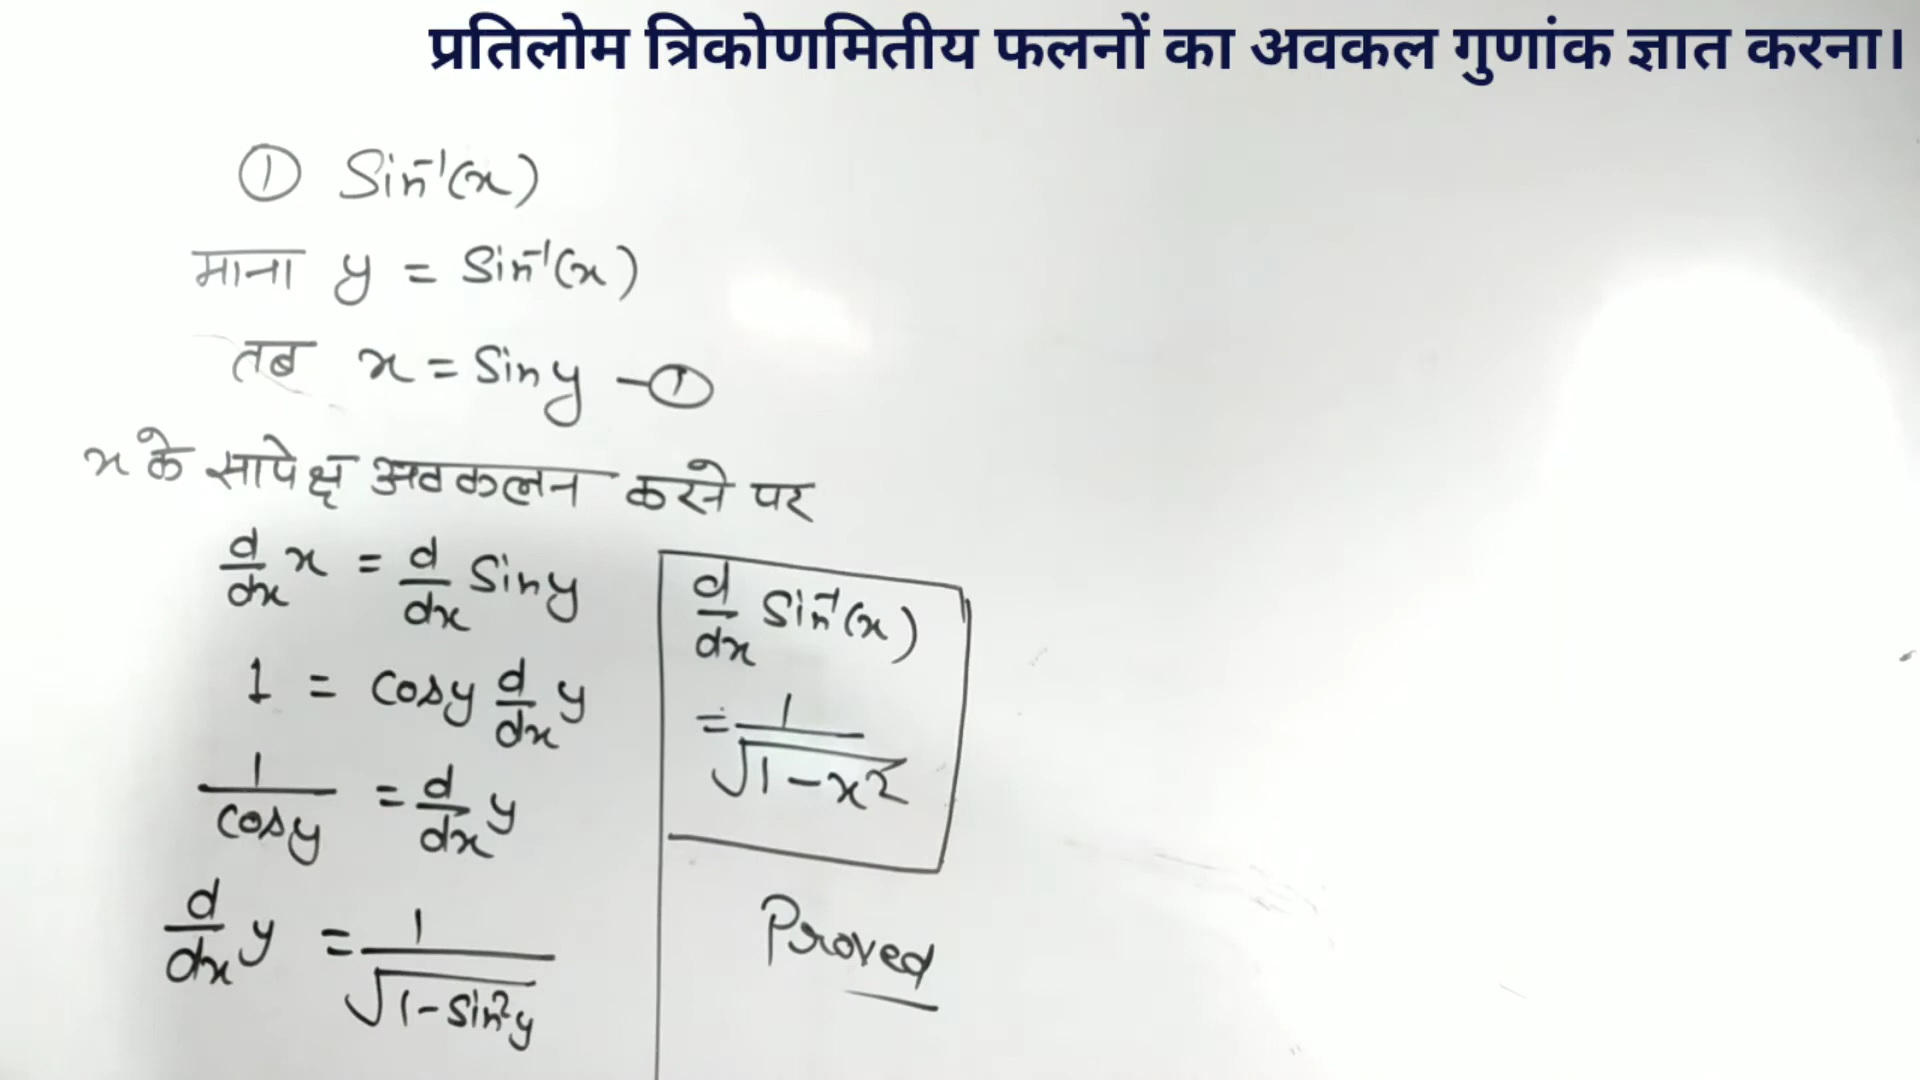 प्रतिलोम त्रिकोणमितीय फलनों का अवकल गुणांक ज्ञात करना।
① Sin⁻¹(x)
माना y = Sin⁻¹(x)
तब x = Sin y —①
x के सापेक्ष अवकलन करने पर
d/dx x = d/dx Sin y
1 = cos y d/dx y
1/cos y = d/dx y
d/dx y = 1/√(1-sin²y)
d/dx Sin⁻¹(x)
= 1/√(1-x²)
Proved